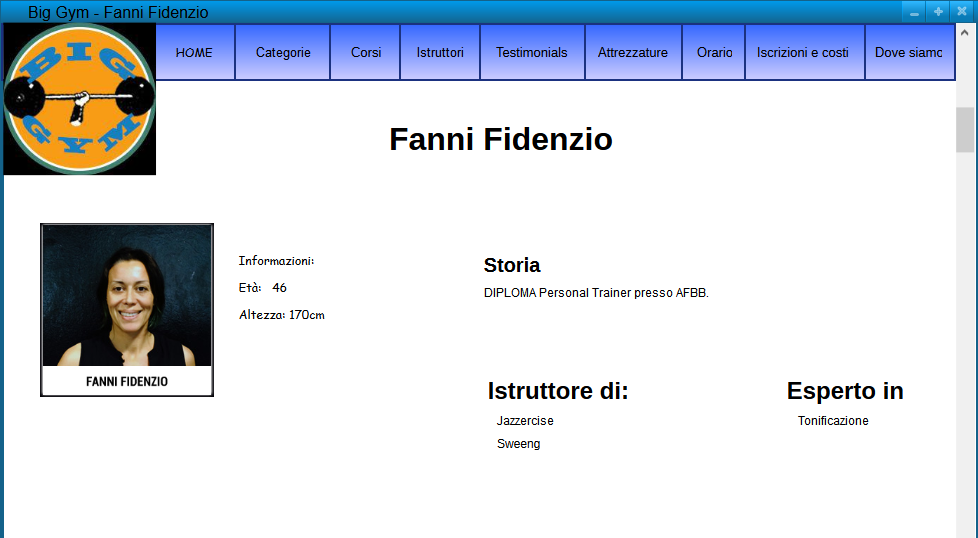 Big Gym - Fanni Fidenzio
BIG
GYM
HOME Categorie Corsi Istruttori Testimonials Attrezzature Orario Iscrizioni e costi Dove siamo
Fanni Fidenzio
Informazioni:
Età: 46
Altezza: 170cm
FANNI FIDENZIO
Storia
DIPLOMA Personal Trainer presso AFBB.
Istruttore di:
Jazzercise
Sweeng
Esperto in
Tonificazione